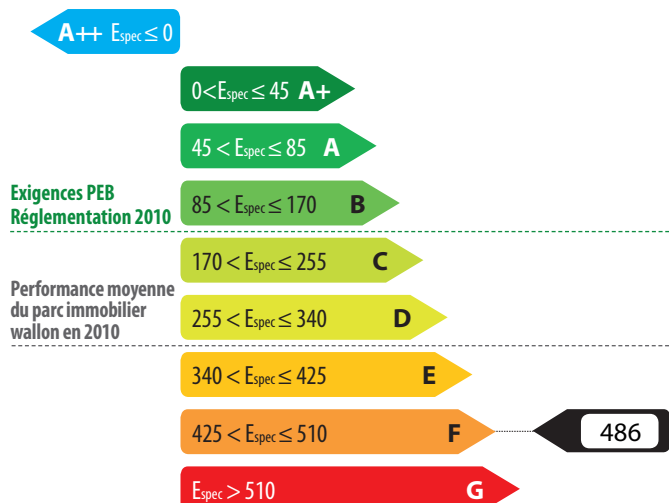 A++ Espec ≤ 0
0<Espec ≤ 45 A+
45 < Espec ≤ 85 A
Exigences PEB
Réglementation 2010
85 < Espec ≤ 170 B
170 < Espec ≤ 255 C
Performance moyenne
du parc immobilier
wallon en 2010
255 < Espec ≤ 340 D
340 < Espec ≤ 425 E
425 < Espec ≤ 510 F
486
Espec > 510 G